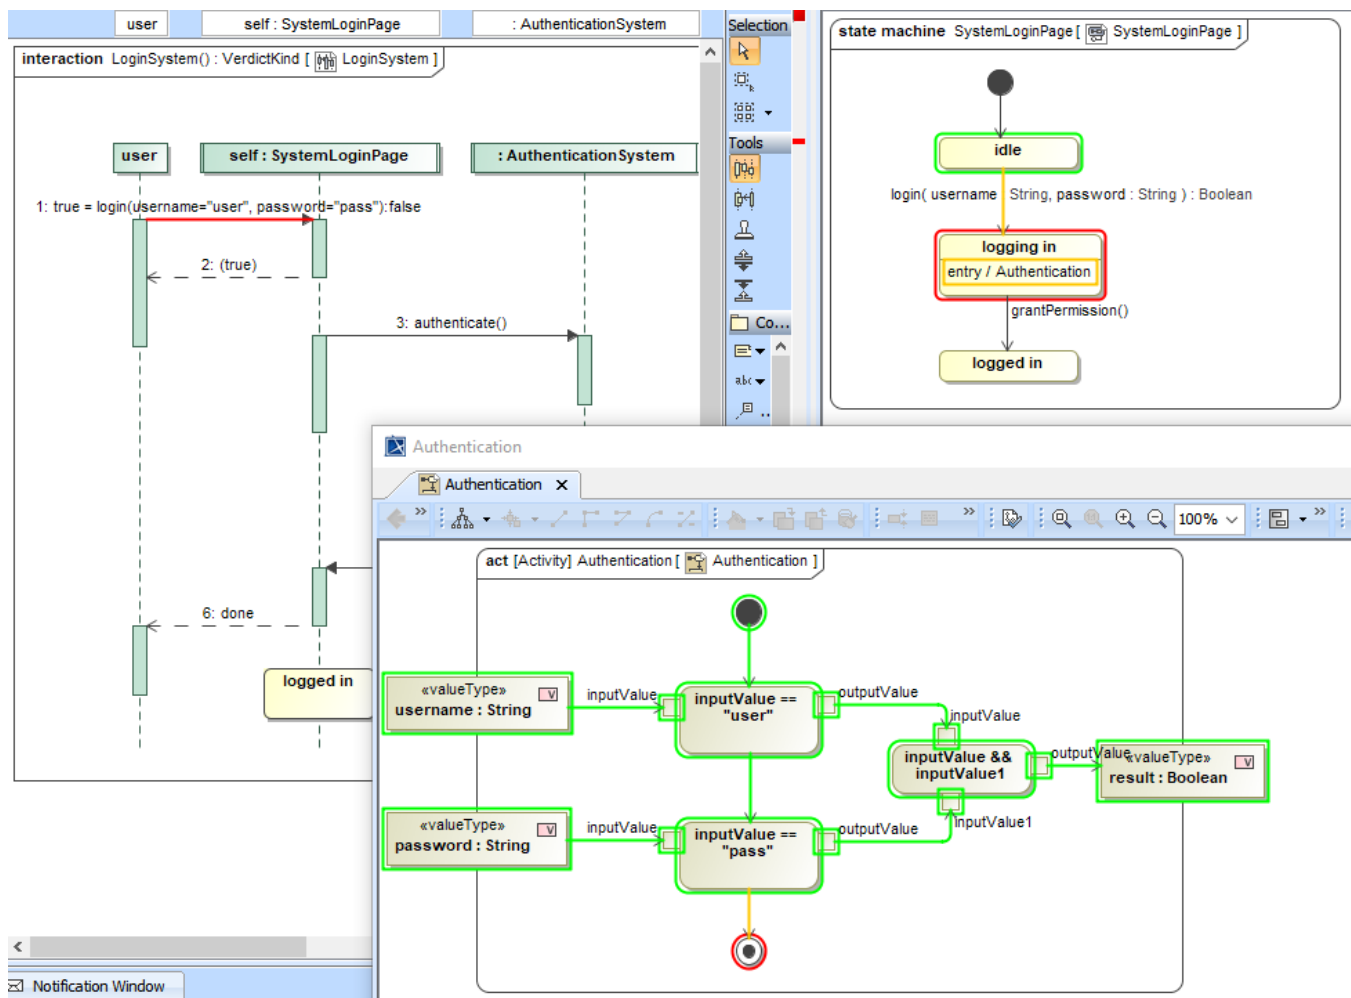 user
self : SystemLoginPage
: AuthenticationSystem
Selection
interaction LoginSystem() : VerdictKind [ LoginSystem ]
user
self : SystemLoginPage
: AuthenticationSystem
1: true = login(username="user", password="pass"):false
2: (true)
3: authenticate()
6: done
logged in
Tools
Co...
abc
state machine SystemLoginPage [ SystemLoginPage ]
idle
login( username String, password : String ) : Boolean
logging in
entry / Authentication
grantPermission()
logged in
Authentication
Authentication X
100%
act [Activity] Authentication [ Authentication ]
«valueType» V
username : String
inputValue
inputValue ==
"user"
outputValue
inputValue
inputValue &&
inputValue1
outputValue
«valueType» V
result : Boolean
«valueType» V
password : String
inputValue
inputValue ==
"pass"
outputValue
inputValue1
Notification Window